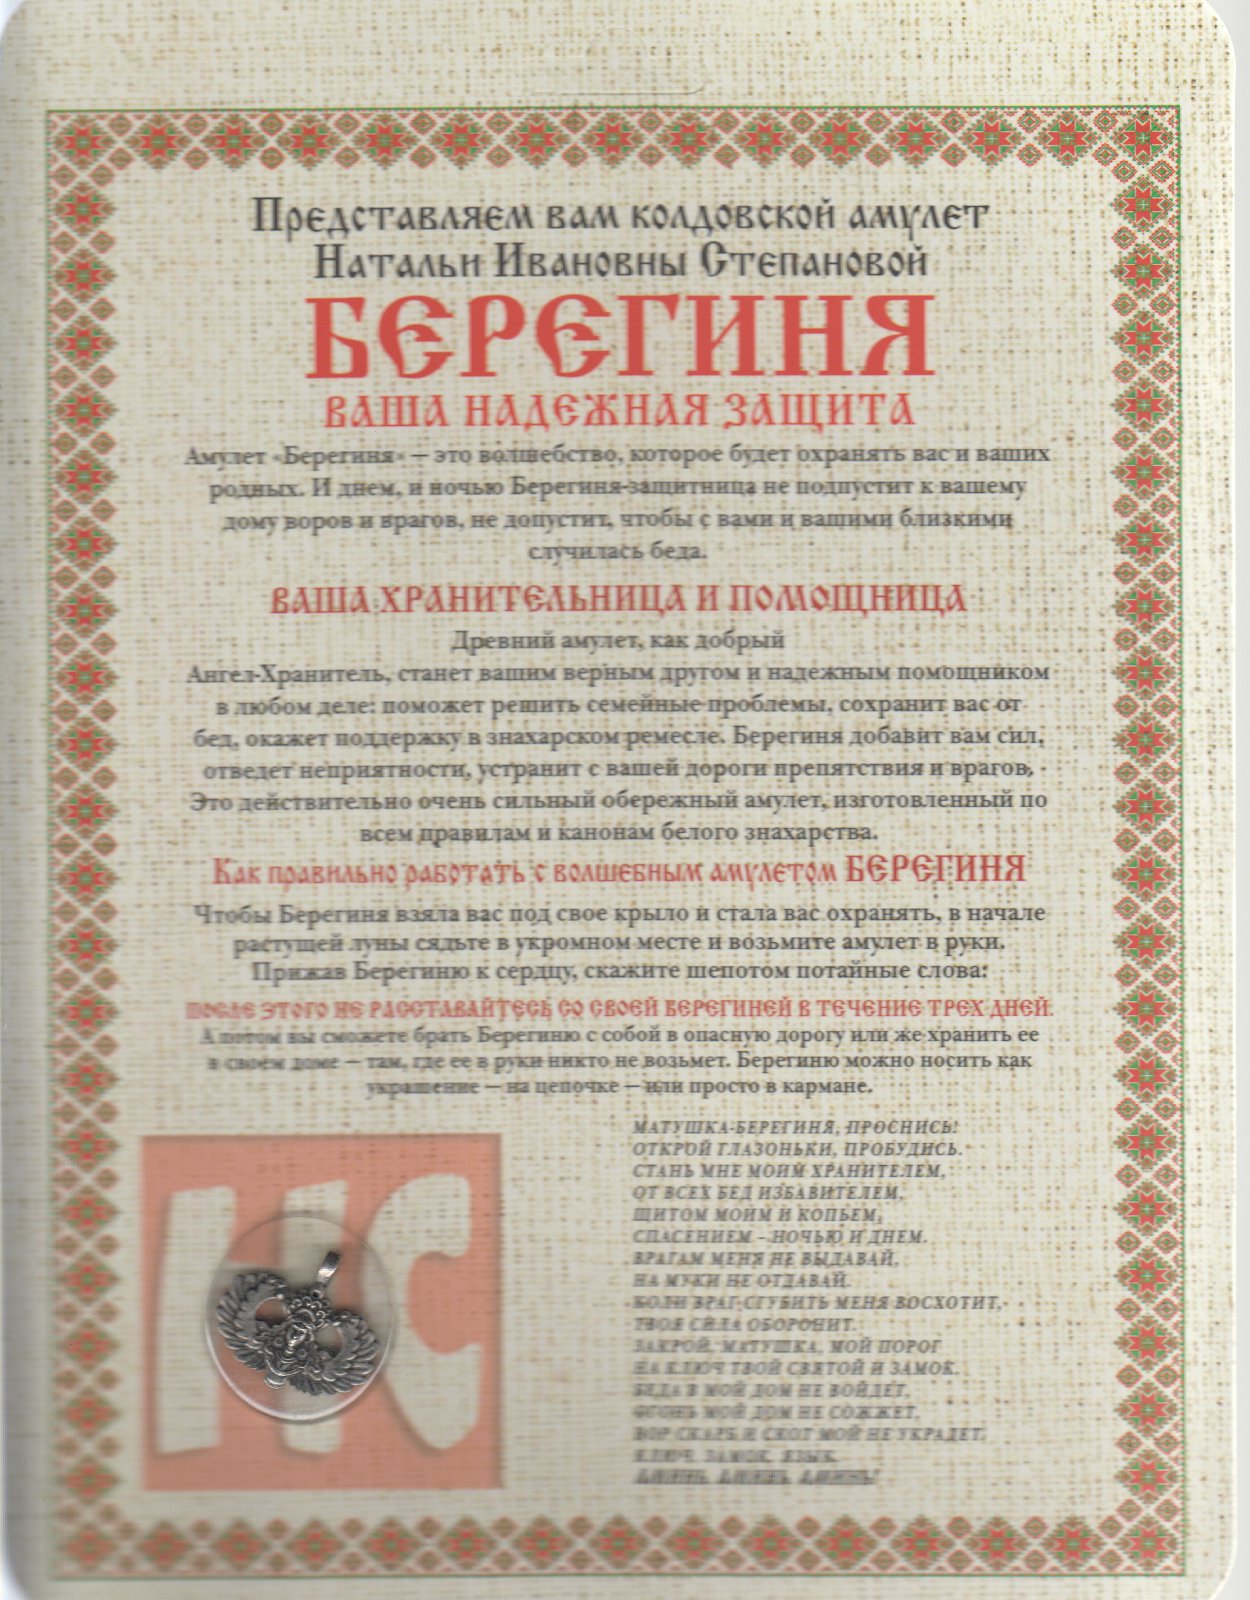 Представляем вам колдовской амулет
Натальи Ивановны Степановой
БЕРЕГИНЯ
ВАША НАДЕЖНАЯ ЗАЩИТА
Амулет «Берегиня» — это волшебство, которое будет охранять вас и ваших
родных. И днем, и ночью Берегиня-защитница не подпустит к вашему
дому воров и врагов, не допустит, чтобы с вами и вашими близкими
случилась беда.
ВАША ХРАНИТЕЛЬНИЦА И ПОМОЩНИЦА
Древний амулет, как добрый
Ангел-Хранитель, станет вашим верным другом и надежным помощником
в любом деле: поможет решить семейные проблемы, сохранит вас от
бед, окажет поддержку в знахарском ремесле. Берегиня добавит вам сил,
отведет неприятности, устранит с вашей дороги препятствия и врагов.
Это действительно очень сильный обережный амулет, изготовленный по
всем правилам и канонам белого знахарства.
Как правильно работать с волшебным амулетом БЕРЕГИНЯ
Чтобы Берегиня взяла вас под свое крыло и стала вас охранять, в начале
растущей луны сядьте в укромном месте и возьмите амулет в руки.
Прижав Берегиню к сердцу, скажите шепотом потайные слова:
ПОСЛЕ ЭТОГО НЕ РАССТАВАЙТЕСЬ СО СВОЕЙ БЕРЕГИНЕЙ В ТЕЧЕНИЕ ТРЕХ ДНЕЙ.
А потом вы сможете брать Берегиню с собой в опасную дорогу или же хранить ее
в своем доме — там, где ее в руки никто не возьмет. Берегиню можно носить как
украшение — на цепочке — или просто в кармане.
МАТУШКА-БЕРЕГИНЯ, ПРОСНИСЬ!
ОТКРОЙ ГЛАЗОНЬКИ, ПРОБУДИСЬ.
СТАНЬ МНЕ МОИМ ХРАНИТЕЛЕМ,
ОТ ВСЕХ БЕД ИЗБАВИТЕЛЕМ,
ЩИТОМ МОИМ И КОПЬЕМ,
СПАСЕНИЕМ – НОЧЬЮ И ДНЕМ.
ВРАГАМ МЕНЯ НЕ ВЫДАВАЙ,
НА МУКИ НЕ ОТДАВАЙ.
КОЛИ ВРАГ СГУБИТЬ МЕНЯ ВОСХОТИТ,
ТВОЯ СИЛА ОБОРОНИТ.
ЗАКРОЙ, МАТУШКА, МОЙ ПОРОГ
НА КЛЮЧ ТВОЙ СВЯТОЙ И ЗАМОК.
БЕДА В МОЙ ДОМ НЕ ВОЙДЕТ,
ОГОНЬ МОЙ ДОМ НЕ СОЖЖЕТ,
ВОР СКАРБ И СКОТ МОЙ НЕ УКРАДЕТ.
КЛЮЧ. ЗАМОК. ЯЗЫК.
АМИНЬ. АМИНЬ. АМИНЬ!
НС